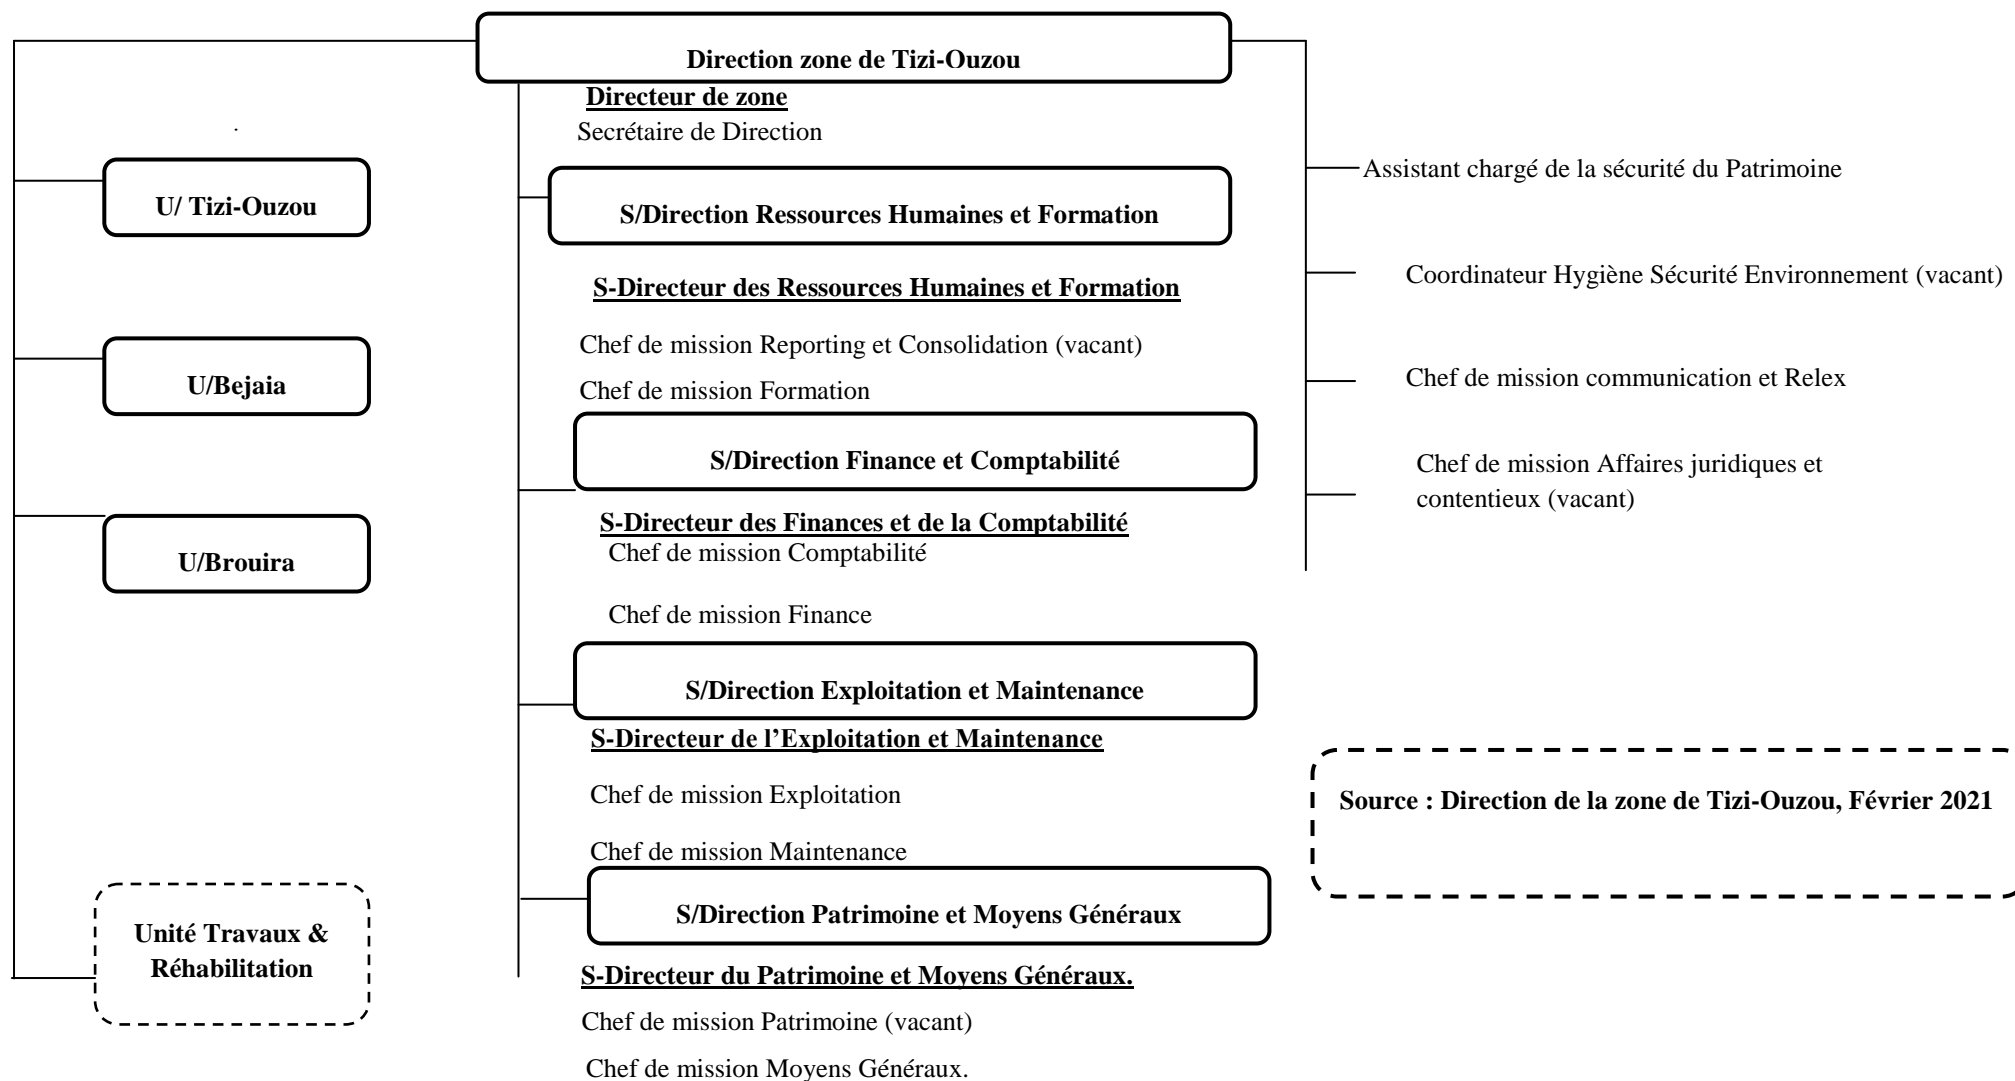 Direction zone de Tizi-Ouzou
Directeur de zone
Secrétaire de Direction
U/ Tizi-Ouzou
U/Bejaia
U/Brouira
Unité Travaux &
Réhabilitation
S/Direction Ressources Humaines et Formation
S-Directeur des Ressources Humaines et Formation
Chef de mission Reporting et Consolidation (vacant)
Chef de mission Formation
S/Direction Finance et Comptabilité
S-Directeur des Finances et de la Comptabilité
Chef de mission Comptabilité
Chef de mission Finance
S/Direction Exploitation et Maintenance
S-Directeur de l’Exploitation et Maintenance
Chef de mission Exploitation
Chef de mission Maintenance
S/Direction Patrimoine et Moyens Généraux
S-Directeur du Patrimoine et Moyens Généraux.
Chef de mission Patrimoine (vacant)
Chef de mission Moyens Généraux.
Assistant chargé de la sécurité du Patrimoine
Coordinateur Hygiène Sécurité Environnement (vacant)
Chef de mission communication et Relex
Chef de mission Affaires juridiques et
contentieux (vacant)
Source : Direction de la zone de Tizi-Ouzou, Février 2021